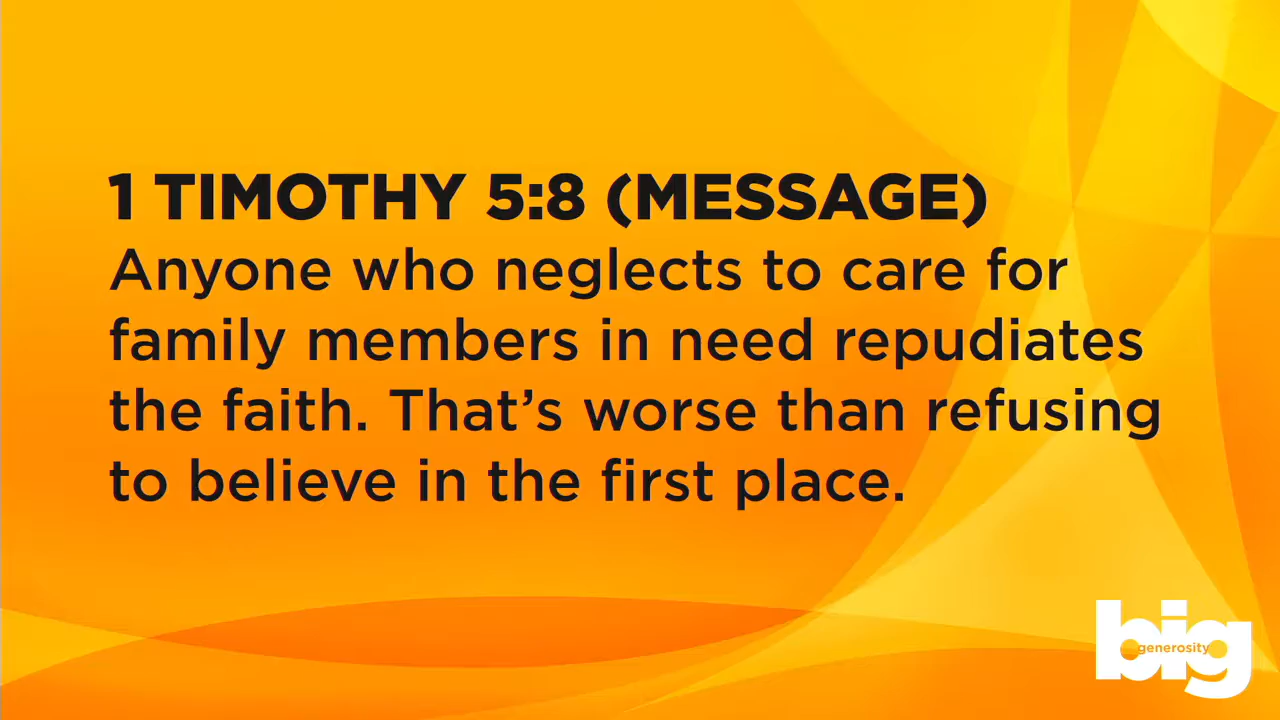 1 TIMOTHY 5:8 (MESSAGE)
Anyone who neglects to care for
family members in need repudiates
the faith. That’s worse than refusing
to believe in the first place.
big
generosity